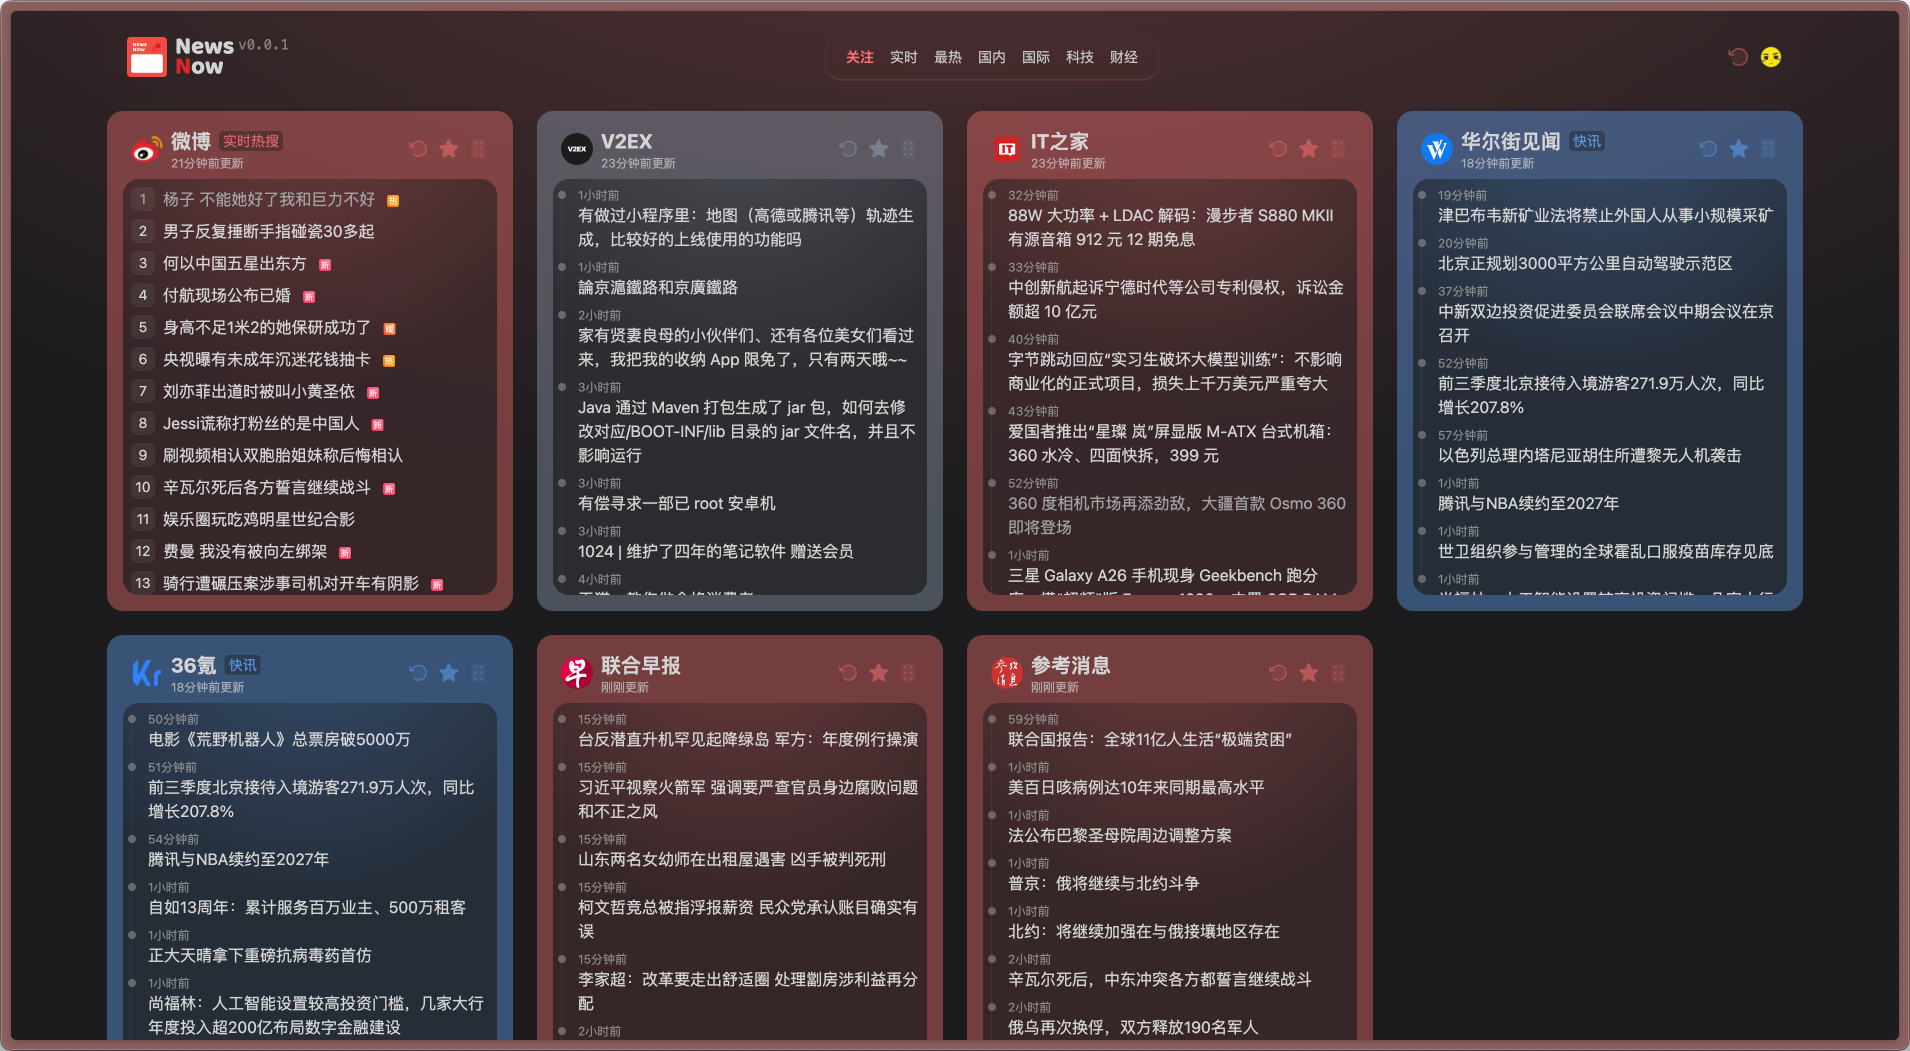 News v0.0.1
Now
关注 实时 最热 国内 国际 科技 财经
微博 实时热搜
21分钟前更新
1 杨子 不能她好了我和巨力不好 热
2 男子反复捶断手指碰瓷30多起
3 何以中国五星出东方 新
4 付航现场公布已婚 新
5 身高不足1米2的她保研成功了 暖
6 央视曝有未成年沉迷花钱抽卡 热
7 刘亦菲出道时被叫小黄圣依 新
8 Jessi谎称打粉丝的是中国人 新
9 刷视频相认双胞胎姐妹称后悔相认
10 辛瓦尔死后各方誓言继续战斗 新
11 娱乐圈玩吃鸡明星世纪合影
12 费曼 我没有被向左绑架 新
13 骑行遭碾压案涉事司机对开车有阴影 新
V2EX
V2EX
23分钟前更新
1小时前
有做过小程序里：地图（高德或腾讯等）轨迹生
成，比较好的上线使用的功能吗
1小时前
論京滬鐵路和京廣鐵路
2小时前
家有贤妻良母的小伙伴们、还有各位美女们看过
来，我把我的收纳 App 限免了，只有两天哦~~
3小时前
Java 通过 Maven 打包生成了 jar 包，如何去修
改对应/BOOT-INF/lib 目录的 jar 文件名，并且不
影响运行
3小时前
有偿寻求一部已 root 安卓机
3小时前
1024 | 维护了四年的笔记软件 赠送会员
4小时前
IT
IT之家
23分钟前更新
32分钟前
88W 大功率 + LDAC 解码：漫步者 S880 MKII
有源音箱 912 元 12 期免息
33分钟前
中创新航起诉宁德时代等公司专利侵权，诉讼金
额超 10 亿元
40分钟前
字节跳动回应“实习生破坏大模型训练”：不影响
商业化的正式项目，损失上千万美元严重夸大
43分钟前
爱国者推出“星璨 岚”屏显版 M-ATX 台式机箱：
360 水冷、四面快拆，399 元
52分钟前
360 度相机市场再添劲敌，大疆首款 Osmo 360
即将登场
1小时前
三星 Galaxy A26 手机现身 Geekbench 跑分
华尔街见闻 快讯
18分钟前更新
19分钟前
津巴布韦新矿业法将禁止外国人从事小规模采矿
20分钟前
北京正规划3000平方公里自动驾驶示范区
37分钟前
中新双边投资促进委员会联席会议中期会议在京
召开
52分钟前
前三季度北京接待入境游客271.9万人次，同比
增长207.8%
57分钟前
以色列总理内塔尼亚胡住所遭黎无人机袭击
1小时前
腾讯与NBA续约至2027年
1小时前
世卫组织参与管理的全球霍乱口服疫苗库存见底
1小时前
Kr
36氪 快讯
18分钟前更新
50分钟前
电影《荒野机器人》总票房破5000万
51分钟前
前三季度北京接待入境游客271.9万人次，同比
增长207.8%
54分钟前
腾讯与NBA续约至2027年
1小时前
自如13周年：累计服务百万业主、500万租客
1小时前
正大天晴拿下重磅抗病毒药首仿
1小时前
尚福林：人工智能设置较高投资门槛，几家大行
年度投入超200亿布局数字金融建设
早
联合早报
刚刚更新
15分钟前
台反潜直升机罕见起降绿岛 军方：年度例行操演
15分钟前
习近平视察火箭军 强调要严查官员身边腐败问题
和不正之风
15分钟前
山东两名女幼师在出租屋遇害 凶手被判死刑
15分钟前
柯文哲竞总被指浮报薪资 民众党承认账目确实有
误
15分钟前
李家超：改革要走出舒适圈 处理劏房涉利益再分
配
2小时前
参考消息
刚刚更新
59分钟前
联合国报告：全球11亿人生活“极端贫困”
1小时前
美百日咳病例达10年来同期最高水平
1小时前
法公布巴黎圣母院周边调整方案
1小时前
普京：俄将继续与北约斗争
1小时前
北约：将继续加强在与俄接壤地区存在
2小时前
辛瓦尔死后，中东冲突各方都誓言继续战斗
2小时前
俄乌再次换俘，双方释放190名军人